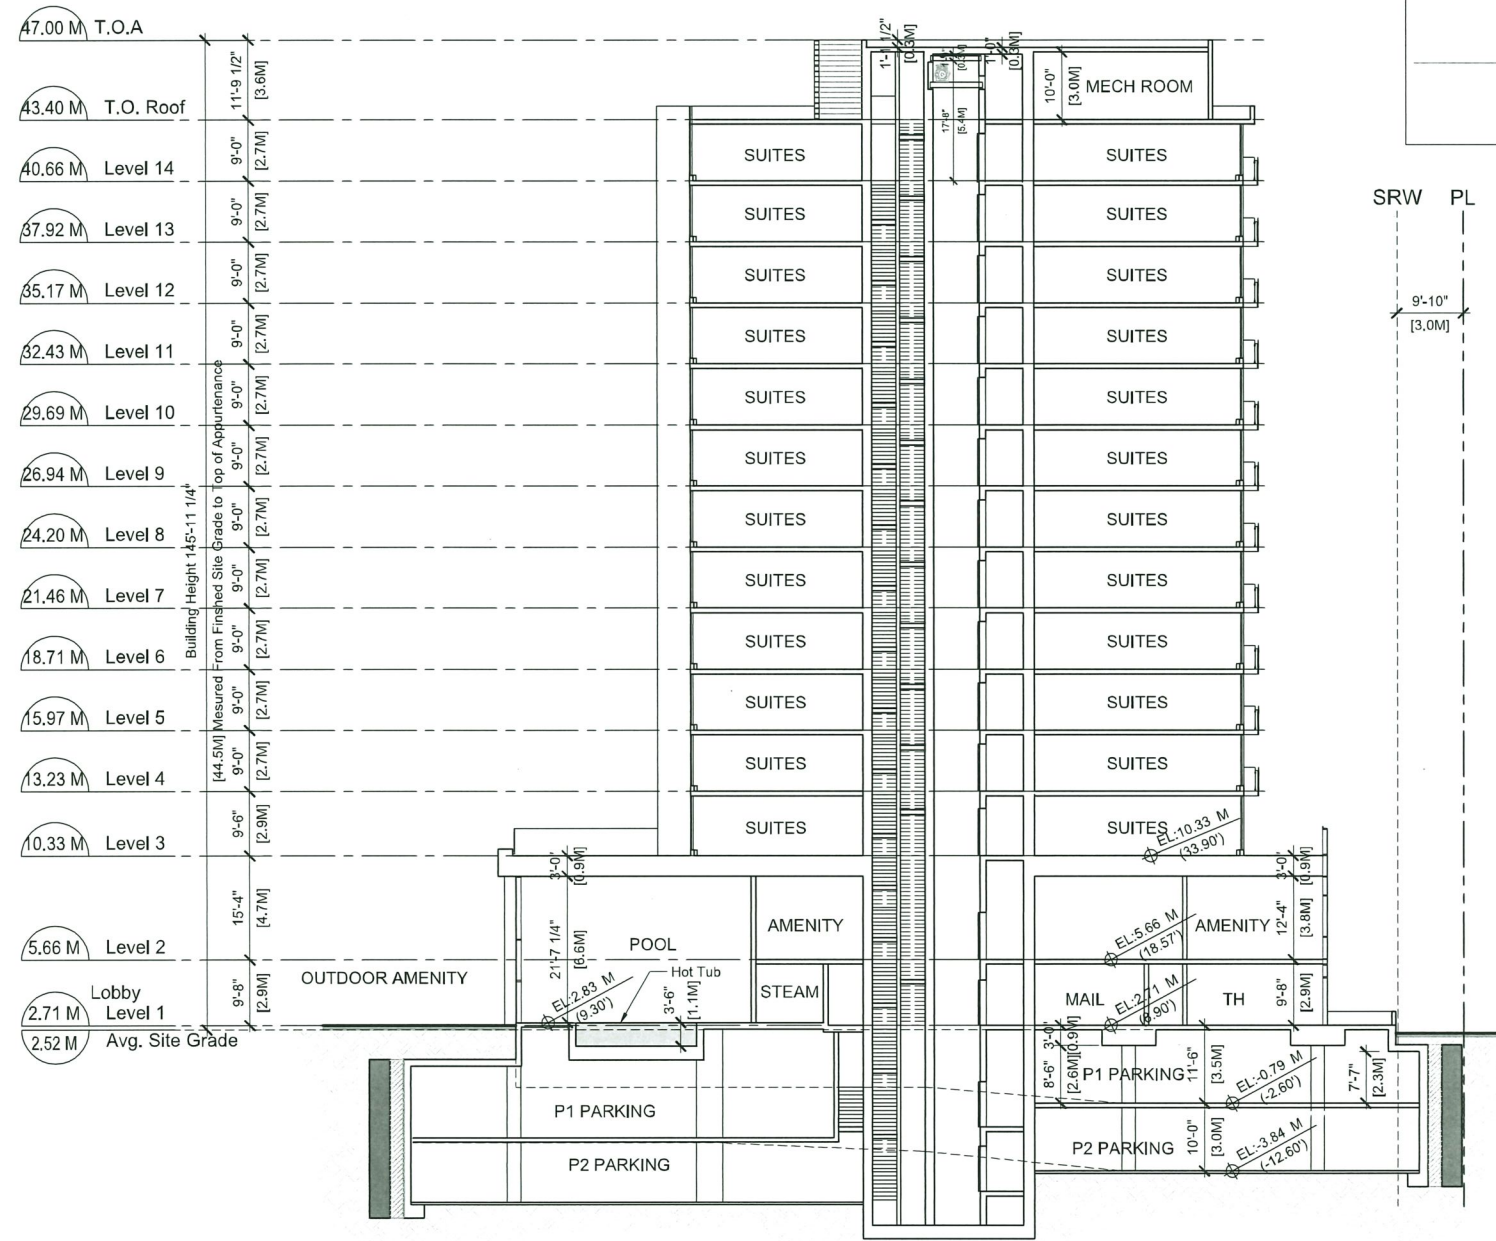 47.00 M T.O.A
43.40 M T.O. Roof
40.66 M Level 14
37.92 M Level 13
35.17 M Level 12
32.43 M Level 11
29.69 M Level 10
26.94 M Level 9
24.20 M Level 8
21.46 M Level 7
18.71 M Level 6
15.97 M Level 5
13.23 M Level 4
10.33 M Level 3
5.66 M Level 2
Lobby
2.71 M Level 1
2.52 M Avg. Site Grade
Building Height 145'-11 1/4"
[44.5M] Mesured From Finshed Site Grade to Top of Appurtenance
11'-9 1/2"
[3.6M]
9'-0"
[2.7M]
9'-0"
[2.7M]
9'-0"
[2.7M]
9'-0"
[2.7M]
9'-0"
[2.7M]
9'-0"
[2.7M]
9'-0"
[2.7M]
9'-0"
[2.7M]
9'-0"
[2.7M]
9'-0"
[2.7M]
9'-0"
[2.7M]
9'-6"
[2.9M]
15'-4"
[4.7M]
9'-8"
[2.9M]
1'-1 1/2"
[0.3M]
1'-0"
[0.3M]
17'-8"
[5.4M]
10'-0"
[3.0M]
MECH ROOM
SUITES SUITES
SUITES SUITES
SUITES SUITES
SUITES SUITES
SUITES SUITES
SUITES SUITES
SUITES SUITES
SUITES SUITES
SUITES SUITES
SUITES SUITES
SUITES SUITES
SUITES SUITES
SRW PL
9'-10"
[3.0M]
EL:10.33 M
(33.90')
3'-0"
[0.9M]
3'-0"
[0.9M]
21'-7 1/4"
[6.6M]
POOL
AMENITY
EL:5.66 M
(18.57')
AMENITY
12'-4"
[3.8M]
OUTDOOR AMENITY
Hot Tub
STEAM
EL:2.83 M
(9.30')
3'-6"
[1.1M]
MAIL
EL:2.71 M
(8.90')
TH
9'-8"
[2.9M]
3'-0"
[0.9M]
8'-6"
[2.6M]
P1 PARKING
11'-6"
[3.5M]
EL:-0.79 M
(-2.60')
7'-7"
[2.3M]
P1 PARKING
P2 PARKING
P2 PARKING
10'-0"
[3.0M]
EL:-3.84 M
(-12.60')